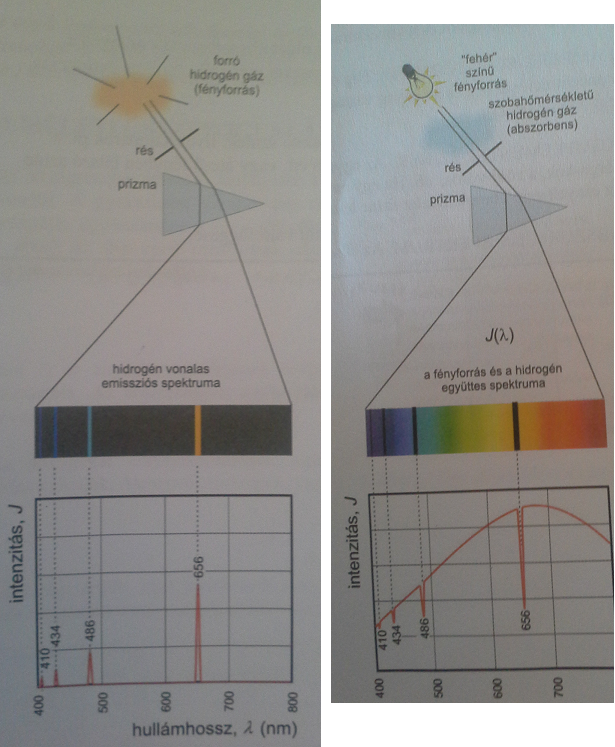 forró
hidrogén gáz
(fényforrás)
rés
prizma
hidrogén vonalas
emissziós spektruma
intenzitás, J
410
434
486
656
400
500
600
700
800
hullámhossz, λ (nm)
"fehér"
színű
fényforrás
szobahőmérsékletű
hidrogén gáz
(abszorbens)
rés
prizma
J(λ)
a fényforrás és a hidrogén
együttes spektruma
intenzitás, J
410
434
486
656
400
500
600
700